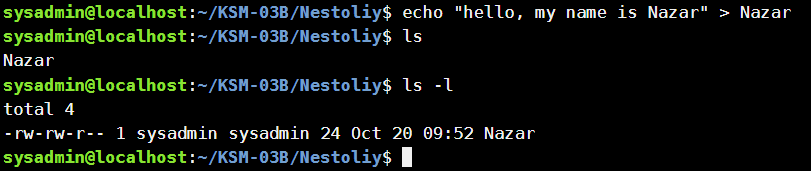 sysadmin@localhost:~/KSM-03B/Nestoliy$ echo "hello, my name is Nazar" > Nazar
sysadmin@localhost:~/KSM-03B/Nestoliy$ ls
Nazar
sysadmin@localhost:~/KSM-03B/Nestoliy$ ls -l
total 4
-rw-rw-r-- 1 sysadmin sysadmin 24 Oct 20 09:52 Nazar
sysadmin@localhost:~/KSM-03B/Nestoliy$